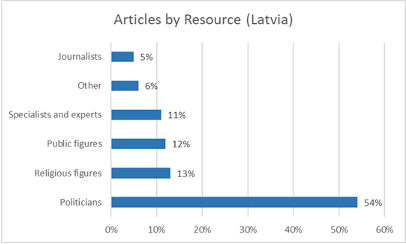 Articles by Resource (Latvia)
Journalists 5%
Other 6%
Specialists and experts 11%
Public figures 12%
Religious figures 13%
Politicians 54%
0% 10% 20% 30% 40% 50% 60%